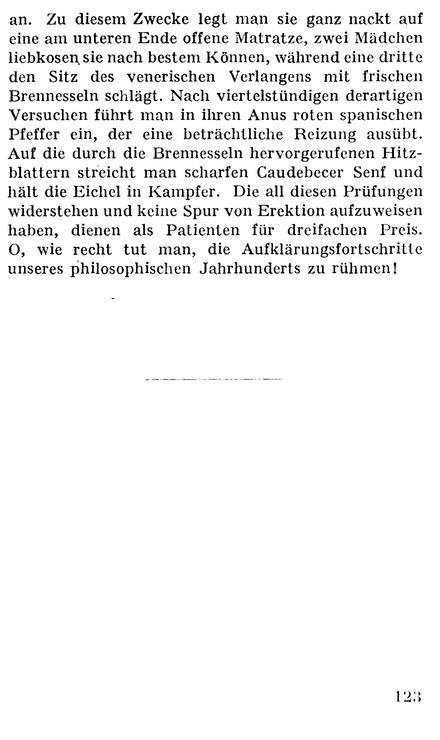 an. Zu diesem Zwecke legt man sie ganz nackt auf
eine am unteren Ende offene Matratze, zwei Mädchen
liebkosen sie nach bestem Können, während eine dritte
den Sitz des venerischen Verlangens mit frischen
Brennesseln schlägt. Nach viertelstündigen derartigen
Versuchen führt man in ihren Anus roten spanischen
Pfeffer ein, der eine beträchtliche Reizung ausübt.
Auf die durch die Brennesseln hervorgerufenen Hitz-
blattern streicht man scharfen Caudebecer Senf und
hält die Eichel in Kampfer. Die all diesen Prüfungen
widerstehen und keine Spur von Erektion aufzuweisen
haben, dienen als Patienten für dreifachen Preis.
O, wie recht tut man, die Aufklärungsfortschritte
unseres philosophischen Jahrhunderts zu rühmen!
123